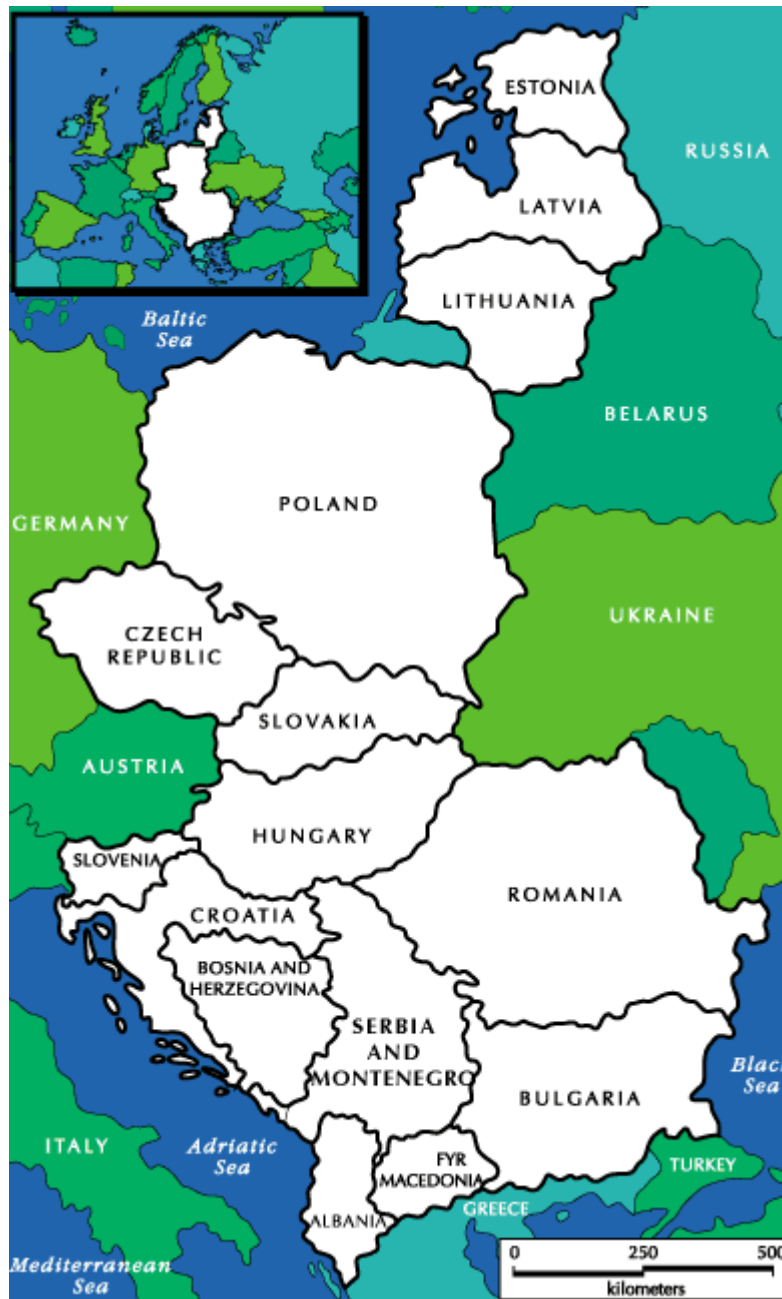 ESTONIA
RUSSIA
LATVIA
LITHUANIA
Baltic
Sea
BELARUS
POLAND
GERMANY
UKRAINE
CZECH
REPUBLIC
SLOVAKIA
AUSTRIA
HUNGARY
SLOVENIA
ROMANIA
CROATIA
BOSNIA AND
HERZEGOVINA
SERBIA
AND
MONTENEGRO
Black
Sea
BULGARIA
ITALY
Adriatic
Sea
FYR
MACEDONIA
TURKEY
GREECE
ALBANIA
Mediterranean
Sea
0 250 500
kilometers